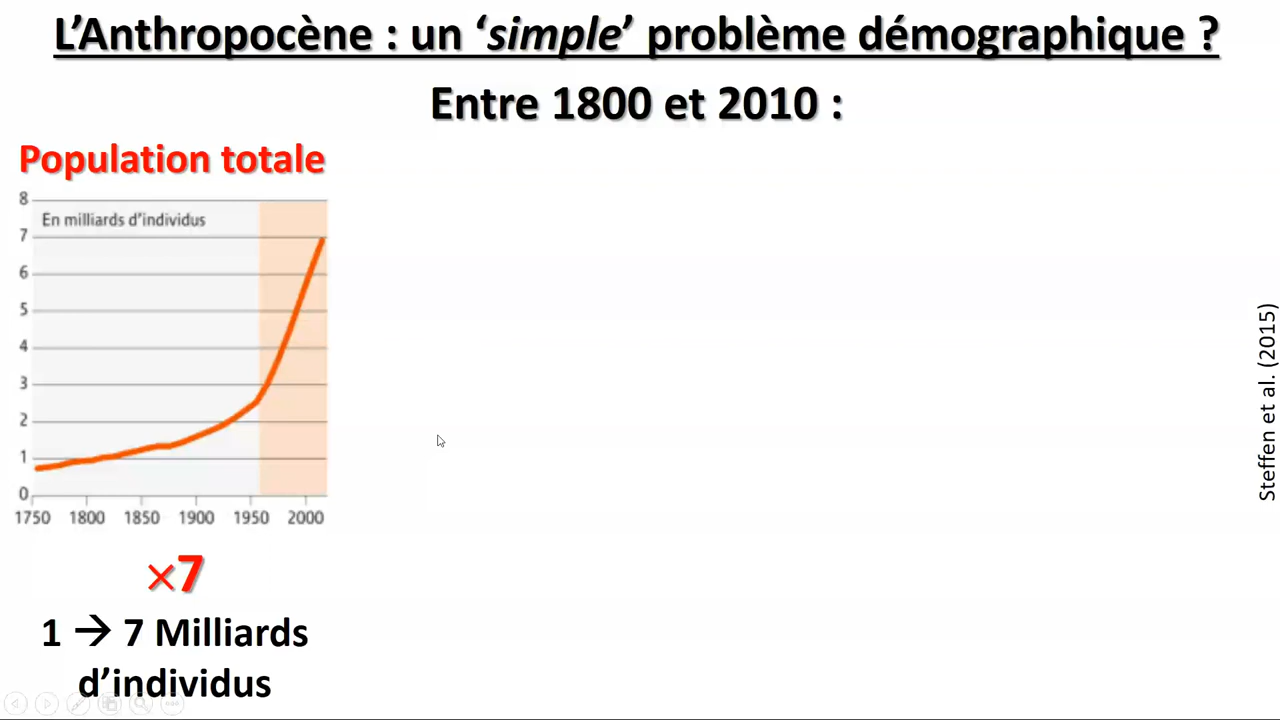 L'Anthropocène : un ‘simple’ problème démographique ?
Entre 1800 et 2010 :
Population totale
En milliards d'individus
8
7
6
5
4
3
2
1
0
1750 1800 1850 1900 1950 2000
×7
1 → 7 Milliards
d'individus
Steffen et al. (2015)